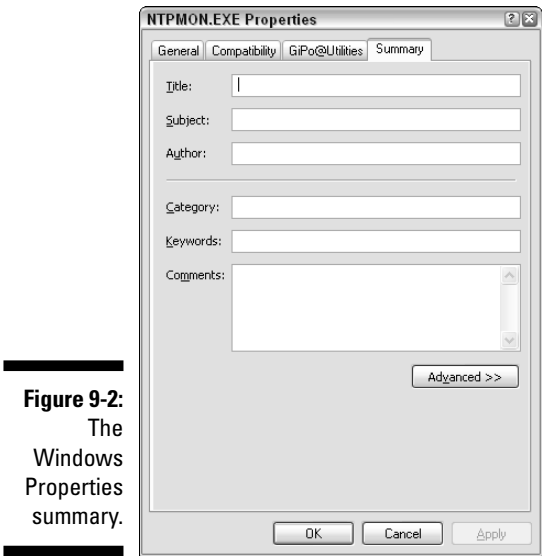 NTPMON.EXE Properties
General Compatibility GiPo@Utilities Summary
Title:
Subject:
Author:
Category:
Keywords:
Comments:
Advanced >>
OK Cancel Apply
Figure 9-2:
The
Windows
Properties
summary.